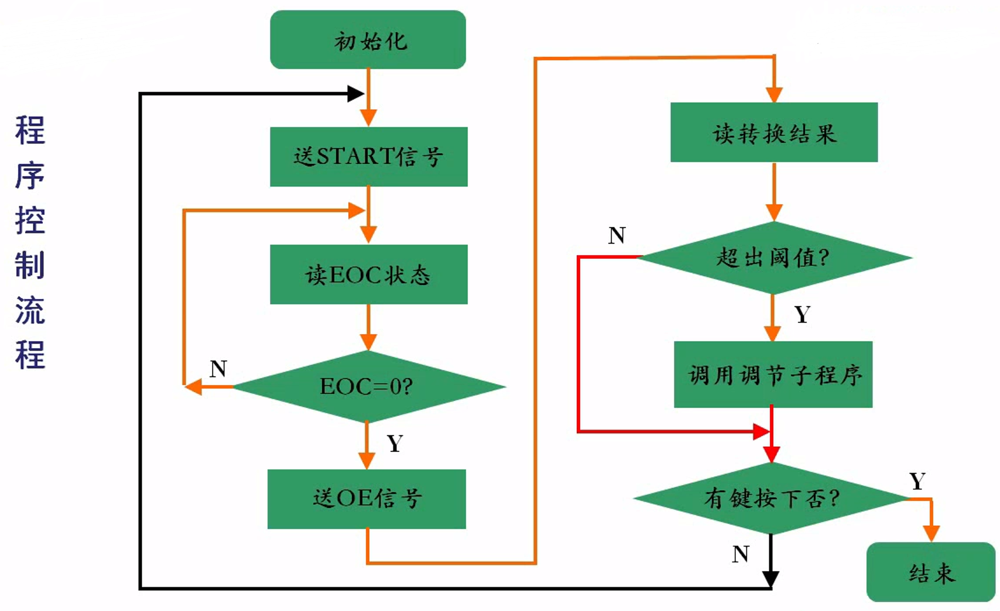 程序控制流程
初始化
送START信号
读EOC状态
EOC=0?
N
Y
送OE信号
读转换结果
超出阈值?
N
Y
调用调节子程序
有键按下否?
Y
N
结束